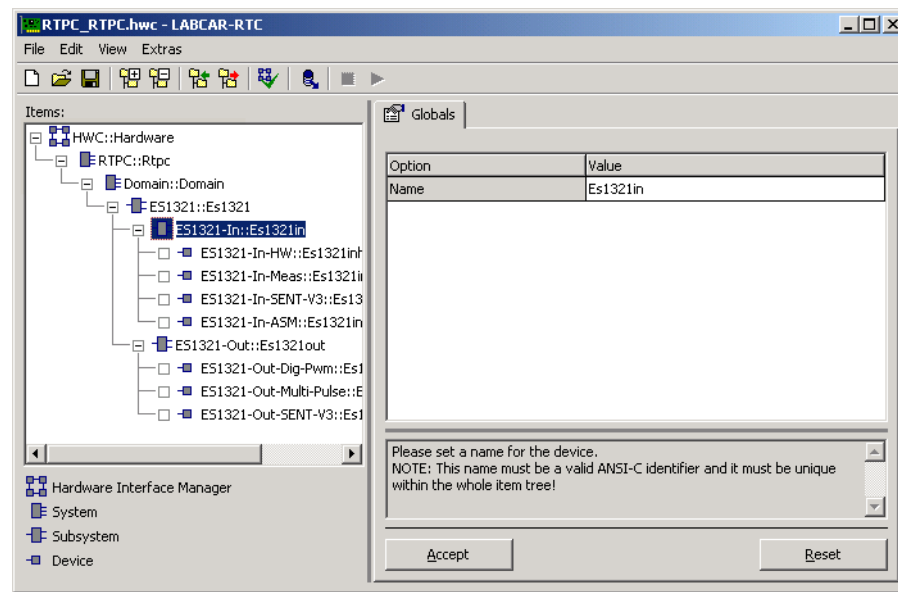 RTPC_RTPC.hwc - LABCAR-RTC
File Edit View Extras
Items:
HWC::Hardware
RTPC::Rtpc
Domain::Domain
ES1321::Es1321
ES1321-In::Es1321in
ES1321-In-HW::Es1321inh
ES1321-In-Meas::Es1321i
ES1321-In-SENT-V3::Es13
ES1321-In-ASM::Es1321in
ES1321-Out::Es1321out
ES1321-Out-Dig-Pwm::Es1
ES1321-Out-Multi-Pulse::E
ES1321-Out-SENT-V3::Es1
Hardware Interface Manager
System
Subsystem
Device
Globals
Option Value
Name Es1321in
Please set a name for the device.
NOTE: This name must be a valid ANSI-C identifier and it must be unique
within the whole item tree!
Accept Reset